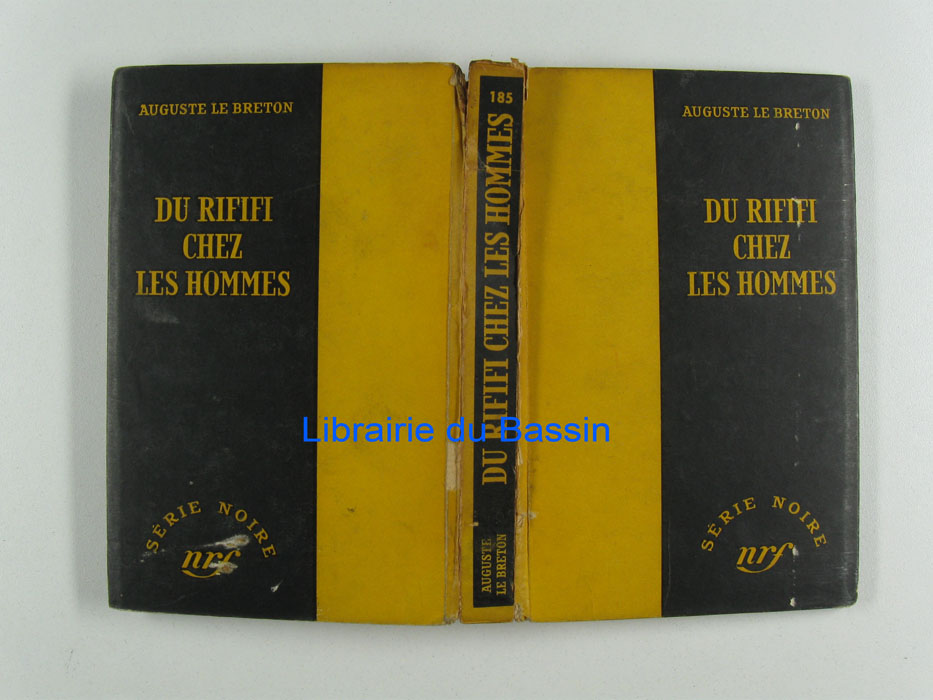 AUGUSTE LE BRETON
DU RIFIFI
CHEZ
LES HOMMES
SÉRIE NOIRE
nrf
185
DU RIFIFI CHEZ LES HOMMES
AUGUSTE
LE BRETON
AUGUSTE LE BRETON
DU RIFIFI
CHEZ
LES HOMMES
SÉRIE NOIRE
nrf
Librairie du Bassin